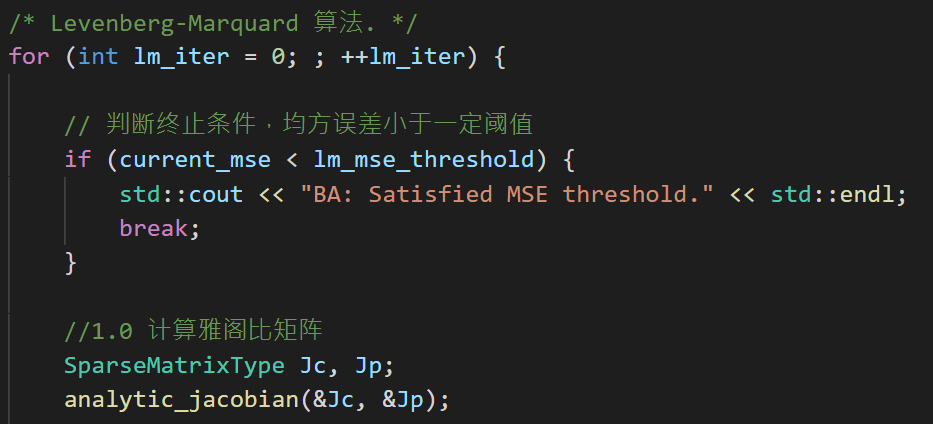 /* Levenberg-Marquard 算法. */
for (int lm_iter = 0; ; ++lm_iter) {
// 判断终止条件，均方误差小于一定阈值
if (current_mse < lm_mse_threshold) {
std::cout << "BA: Satisfied MSE threshold." << std::endl;
break;
}
//1.0 计算雅阁比矩阵
SparseMatrixType Jc, Jp;
analytic_jacobian(&Jc, &Jp);